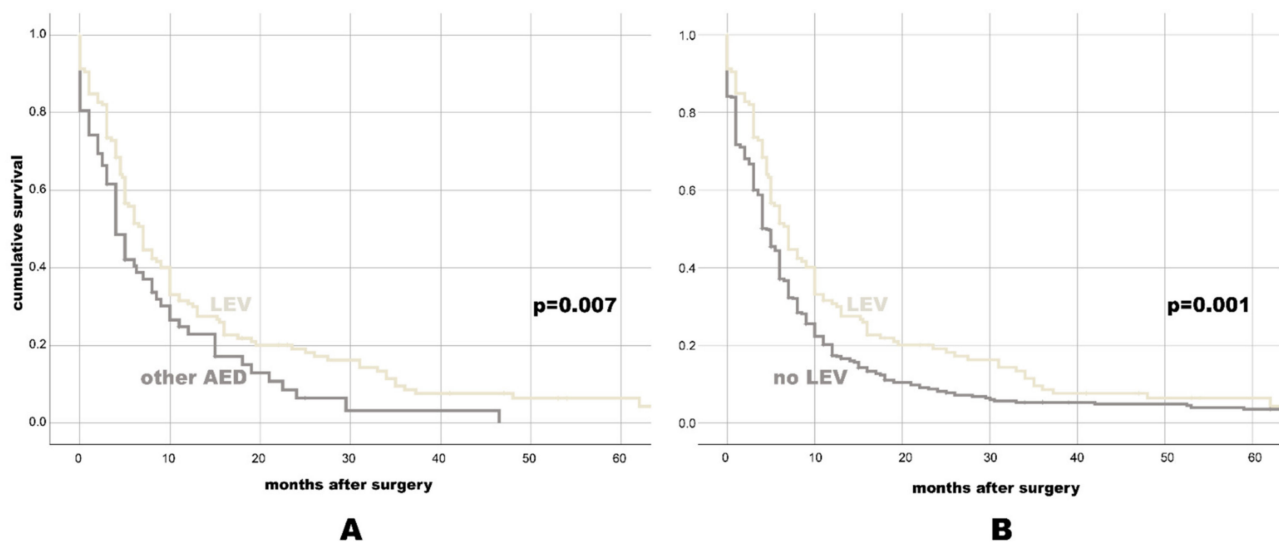 1.0
0.8
0.6
0.4
0.2
0.0
cumulative survival
LEV
other AED
p=0.007
0 10 20 30 40 50 60
months after surgery
A
1.0
0.8
0.6
0.4
0.2
0.0
LEV
no LEV
p=0.001
0 10 20 30 40 50 60
months after surgery
B